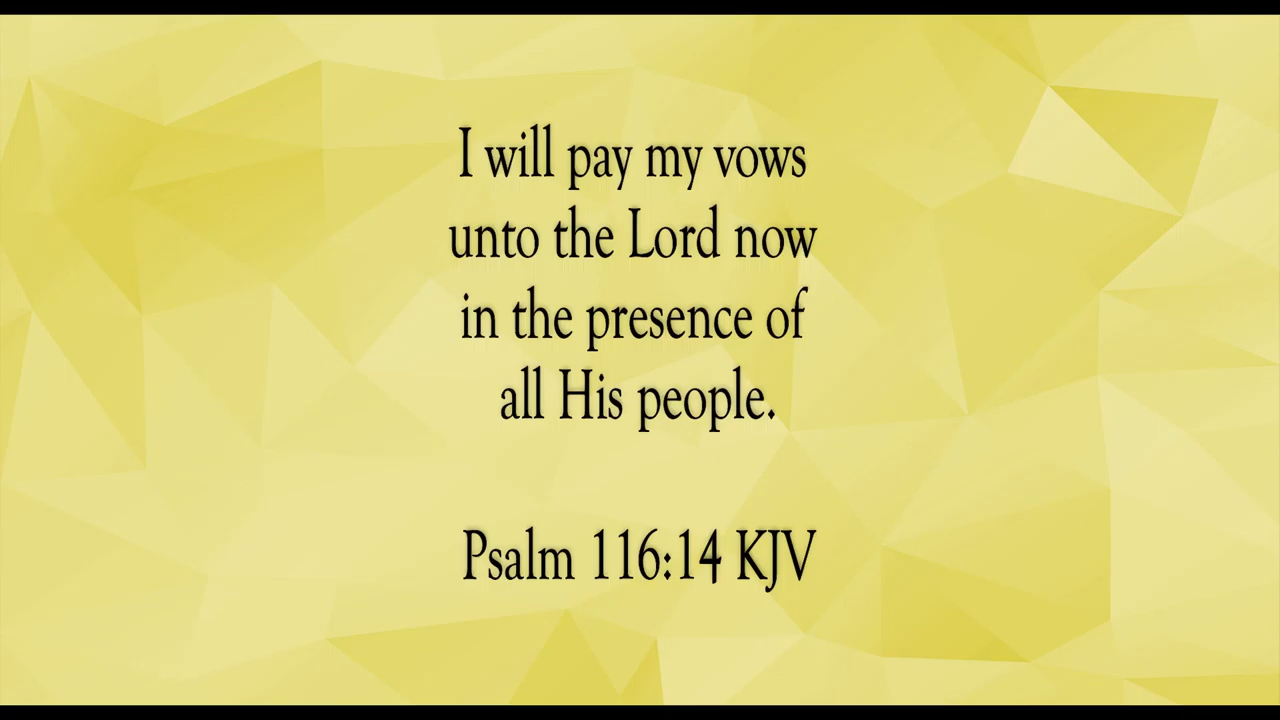 I will pay my vows
unto the Lord now
in the presence of
all His people.
Psalm 116:14 KJV